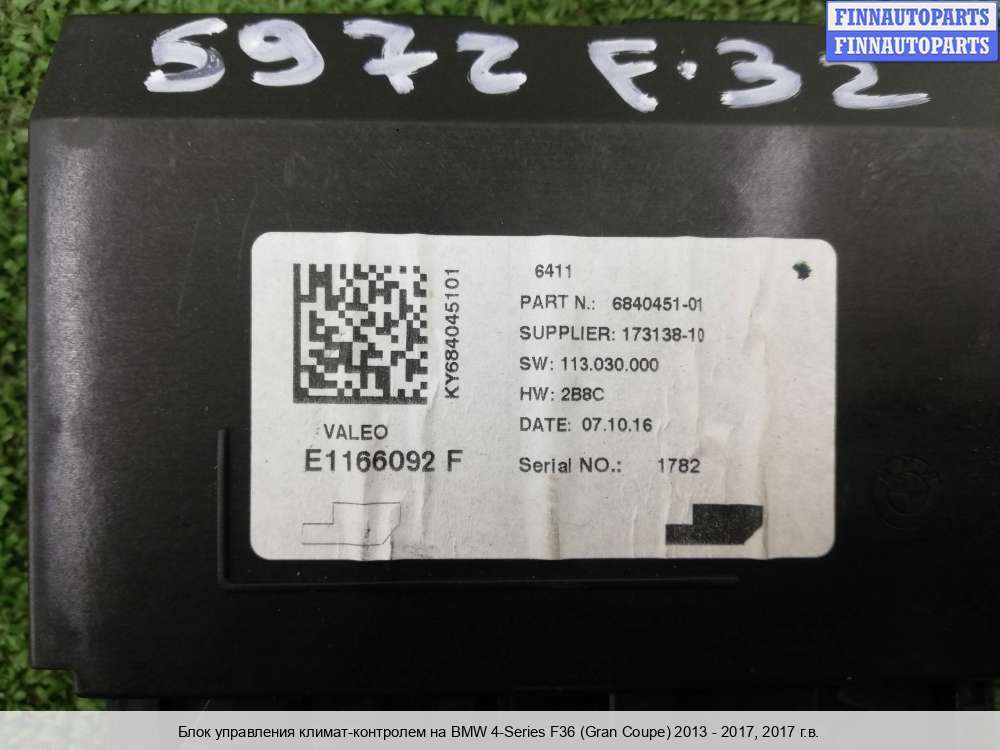 FINNAUTOPARTS
FINNAUTOPARTS
5972 F.32
6411
PART N.: 6840451-01
SUPPLIER: 173138-10
SW: 113.030.000
HW: 2B8C
DATE: 07.10.16
Serial NO.: 1782
KY684045101
VALEO
E1166092 F
Блок управления климат-контролем на BMW 4-Series F36 (Gran Coupe) 2013 - 2017, 2017 г.в.